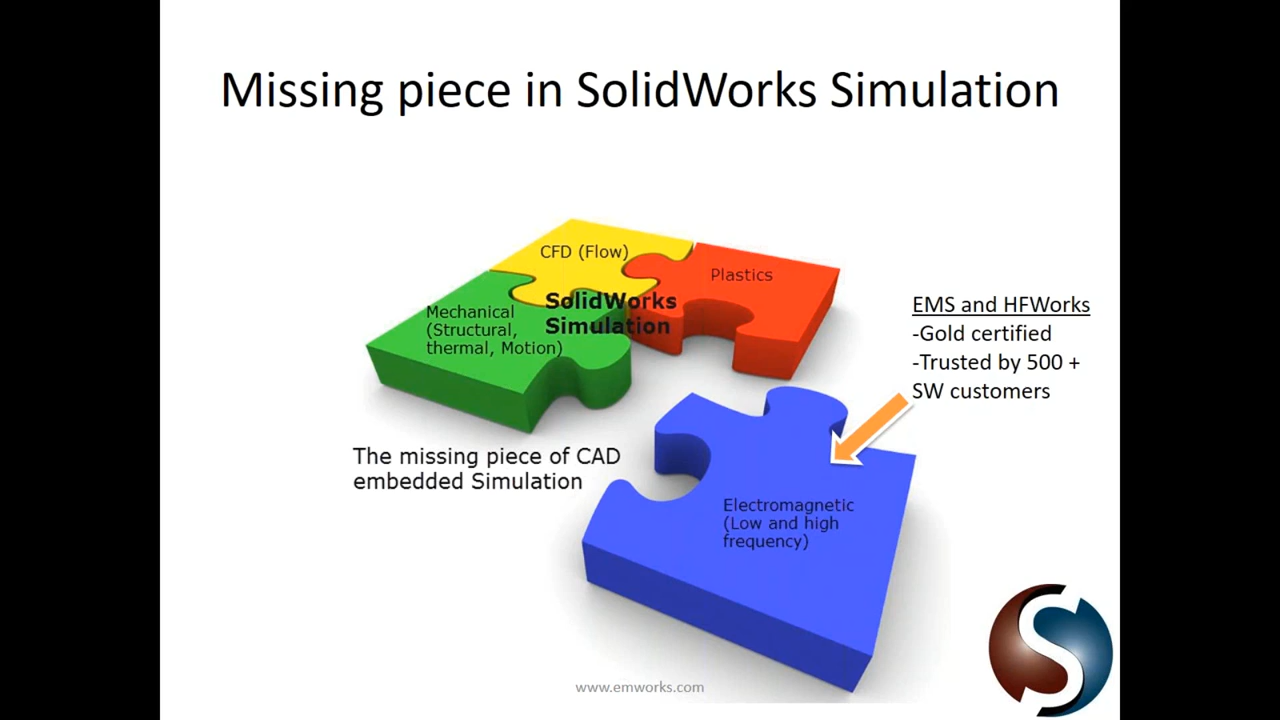 Missing piece in SolidWorks Simulation
CFD (Flow)
Plastics
SolidWorks
Simulation
Mechanical
(Structural,
thermal, Motion)
EMS and HFWorks
-Gold certified
-Trusted by 500 +
SW customers
The missing piece of CAD
embedded Simulation
Electromagnetic
(Low and high
frequency)
www.emworks.com